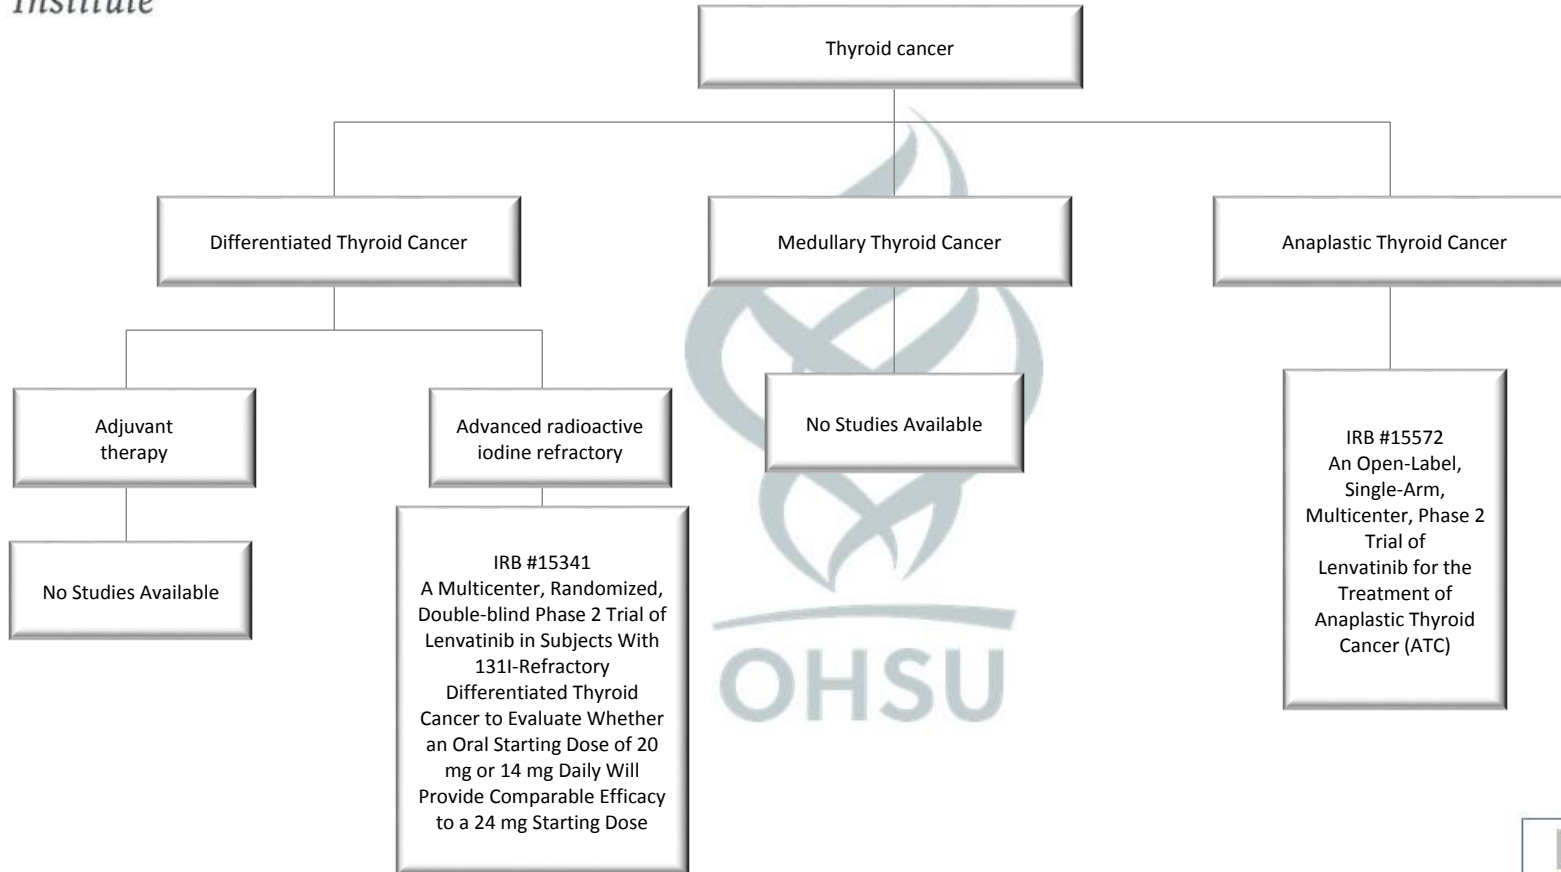 Institute
Thyroid cancer
Differentiated Thyroid Cancer
Medullary Thyroid Cancer
Anaplastic Thyroid Cancer
Adjuvant
therapy
Advanced radioactive
iodine refractory
No Studies Available
IRB #15572
An Open-Label,
Single-Arm,
Multicenter, Phase 2
Trial of
Lenvatinib for the
Treatment of
Anaplastic Thyroid
Cancer (ATC)
No Studies Available
IRB #15341
A Multicenter, Randomized,
Double-blind Phase 2 Trial of
Lenvatinib in Subjects With
131I-Refractory
Differentiated Thyroid
Cancer to Evaluate Whether
an Oral Starting Dose of 20
mg or 14 mg Daily Will
Provide Comparable Efficacy
to a 24 mg Starting Dose
OHSU